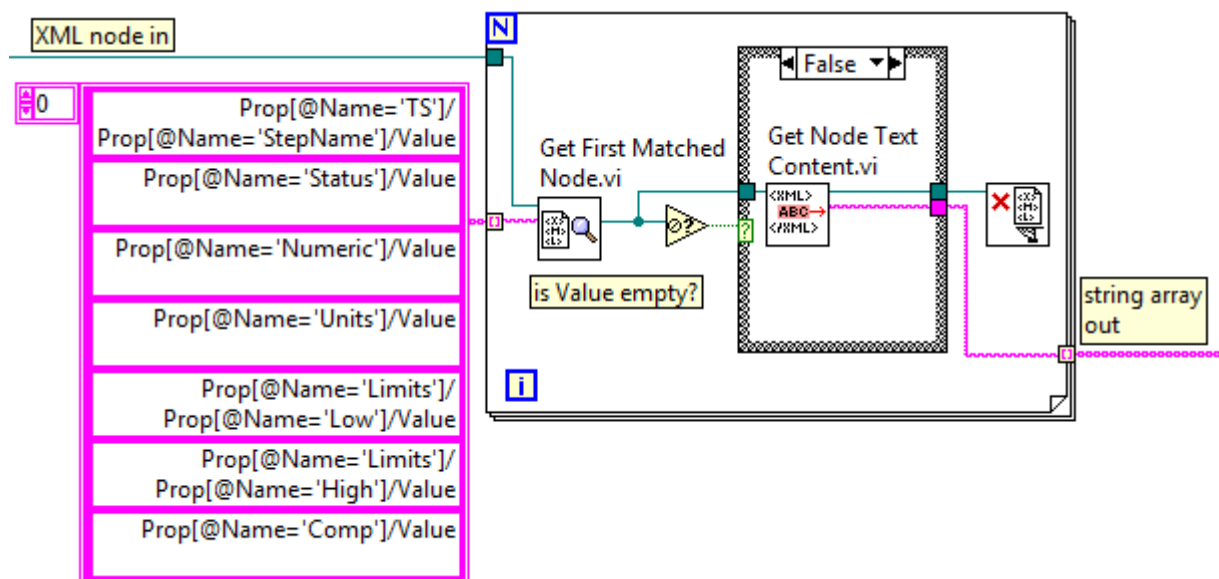 XML node in
N
False
0
Prop[@Name='TS']/
Prop[@Name='StepName']/Value
Prop[@Name='Status']/Value
Prop[@Name='Numeric']/Value
Prop[@Name='Units']/Value
Prop[@Name='Limits']/
Prop[@Name='Low']/Value
Prop[@Name='Limits']/
Prop[@Name='High']/Value
Prop[@Name='Comp']/Value
Get First Matched
Node.vi
<X>
<M>
<L>
?
is Value empty?
?
Get Node Text
Content.vi
<XML>
ABC
</XML>
<X>
<M>
<L>
i
string array
out